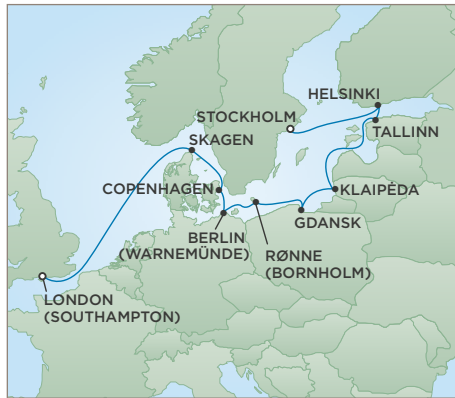 HELSINKI
STOCKHOLM
TALLINN
SKAGEN
COPENHAGEN
KLAIPĖDA
GDANSK
BERLIN
(WARNEMÜNDE)
RØNNE
(BORNHOLM)
LONDON
(SOUTHAMPTON)